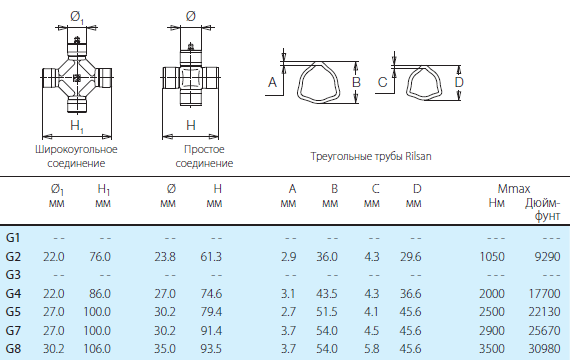 Ø1
Ø
H1
H
A
B
C
D
Широкоугольное
соединение
Простое
соединение
Треугольные трубы Rilsan
Ø1 H1 Ø H A B C D Mmax
мм мм мм мм мм мм мм мм Нм Дюйм-
фунт
G1 - - - - - - - - - - - - - - - - - - - - - -
G2 22.0 76.0 23.8 61.3 2.9 36.0 4.3 29.6 1050 9290
G3 - - - - - - - - - - - - - - - - - - - - - -
G4 22.0 86.0 27.0 74.6 3.1 43.5 4.3 36.6 2000 17700
G5 27.0 100.0 30.2 79.4 2.7 51.5 4.1 45.6 2500 22130
G7 27.0 100.0 30.2 91.4 3.7 54.0 4.5 45.6 2900 25670
G8 30.2 106.0 35.0 93.5 3.7 54.0 5.8 45.6 3500 30980